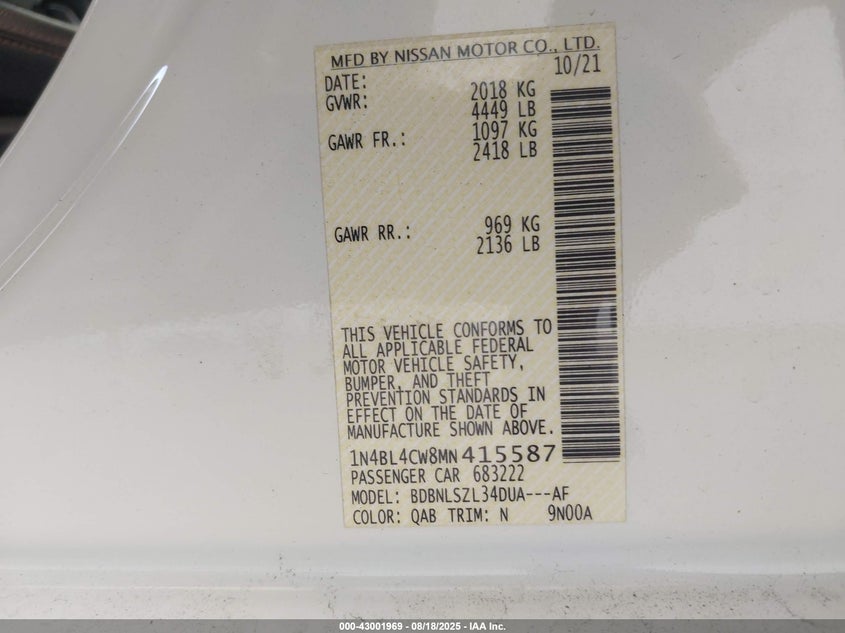 MFD BY NISSAN MOTOR CO., LTD.
DATE: 10/21
GVWR: 2018 KG
4449 LB
GAWR FR.: 1097 KG
2418 LB
GAWR RR.: 969 KG
2136 LB
THIS VEHICLE CONFORMS TO
ALL APPLICABLE FEDERAL
MOTOR VEHICLE SAFETY,
BUMPER, AND THEFT
PREVENTION STANDARDS IN
EFFECT ON THE DATE OF
MANUFACTURE SHOWN ABOVE.
1N4BL4CW8MN415587
PASSENGER CAR 683222
MODEL: BDBNLSZL34DUA---AF
COLOR: QAB TRIM: N 9N00A
000-43001969 - 08/18/2025 - IAA Inc.